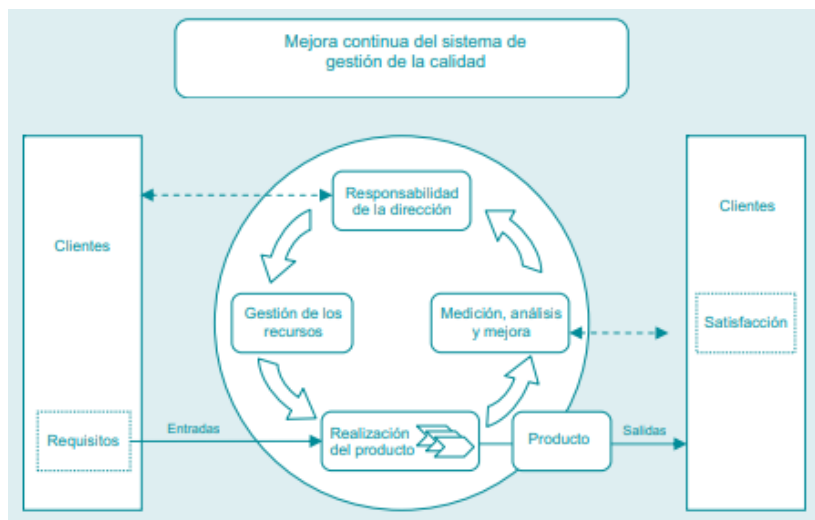 Mejora continua del sistema de
gestión de la calidad
Clientes
Requisitos
Entradas
Responsabilidad
de la dirección
Gestión de los
recursos
Medición, análisis
y mejora
Realización
del producto
Producto
Salidas
Clientes
Satisfacción